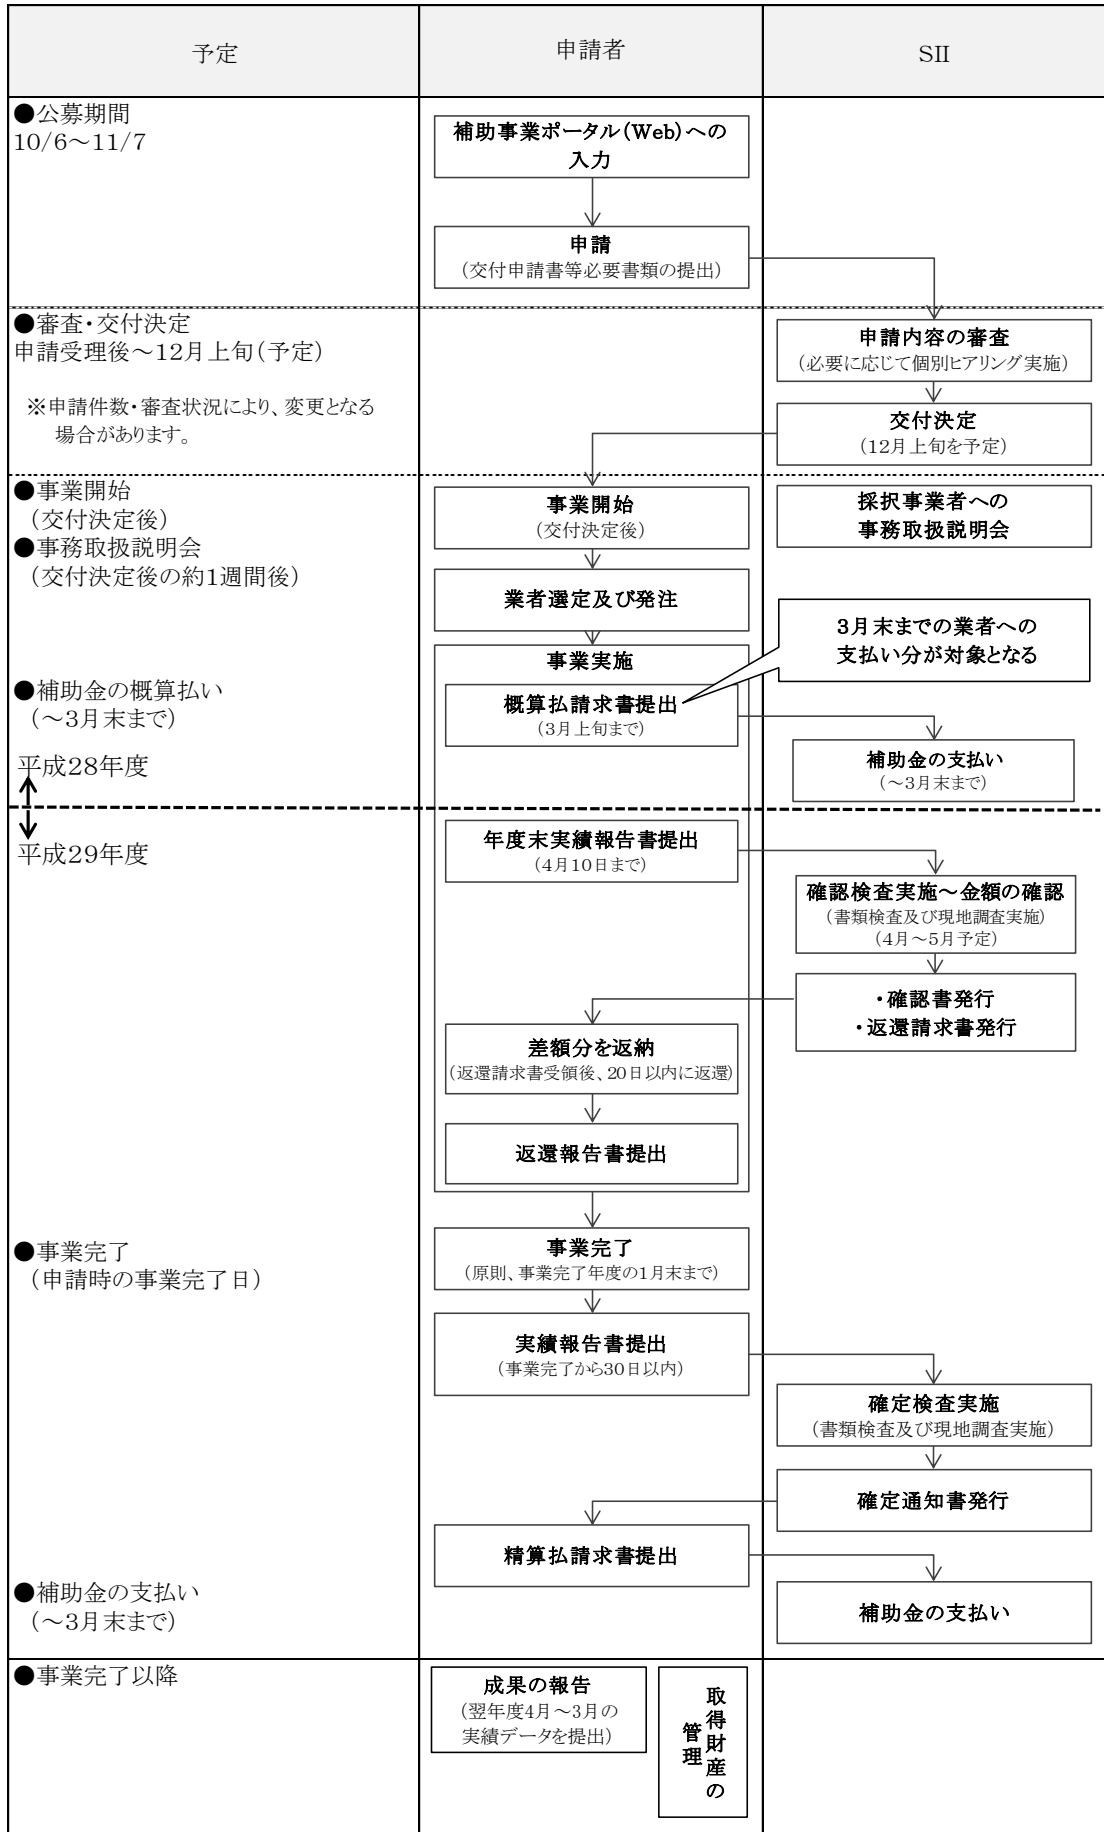 予定
申請者
SII
●公募期間
10/6～11/7
補助事業ポータル(Web)への
入力
申請
(交付申請書等必要書類の提出)
●審査・交付決定
申請受理後～12月上旬(予定)
※申請件数・審査状況により、変更となる
場合があります。
申請内容の審査
(必要に応じて個別ヒアリング実施)
交付決定
(12月上旬を予定)
●事業開始
(交付決定後)
●事務取扱説明会
(交付決定後の約1週間後)
事業開始
(交付決定後)
採択事業者への
事務取扱説明会
業者選定及び発注
3月末までの業者への
支払い分が対象となる
事業実施
●補助金の概算払い
(～3月末まで)
概算払請求書提出
(3月上旬まで)
補助金の支払い
(～3月末まで)
平成28年度
平成29年度
年度末実績報告書提出
(4月10日まで)
確認検査実施～金額の確認
(書類検査及び現地調査実施)
(4月～5月予定)
・確認書発行
・返還請求書発行
差額分を返納
(返還請求書受領後、20日以内に返還)
返還報告書提出
●事業完了
(申請時の事業完了日)
事業完了
(原則、事業完了年度の1月末まで)
実績報告書提出
(事業完了から30日以内)
確定検査実施
(書類検査及び現地調査実施)
確定通知書発行
精算払請求書提出
●補助金の支払い
(～3月末まで)
補助金の支払い
●事業完了以降
成果の報告
(翌年度4月～3月の
実績データを提出)
取得財産の
管理